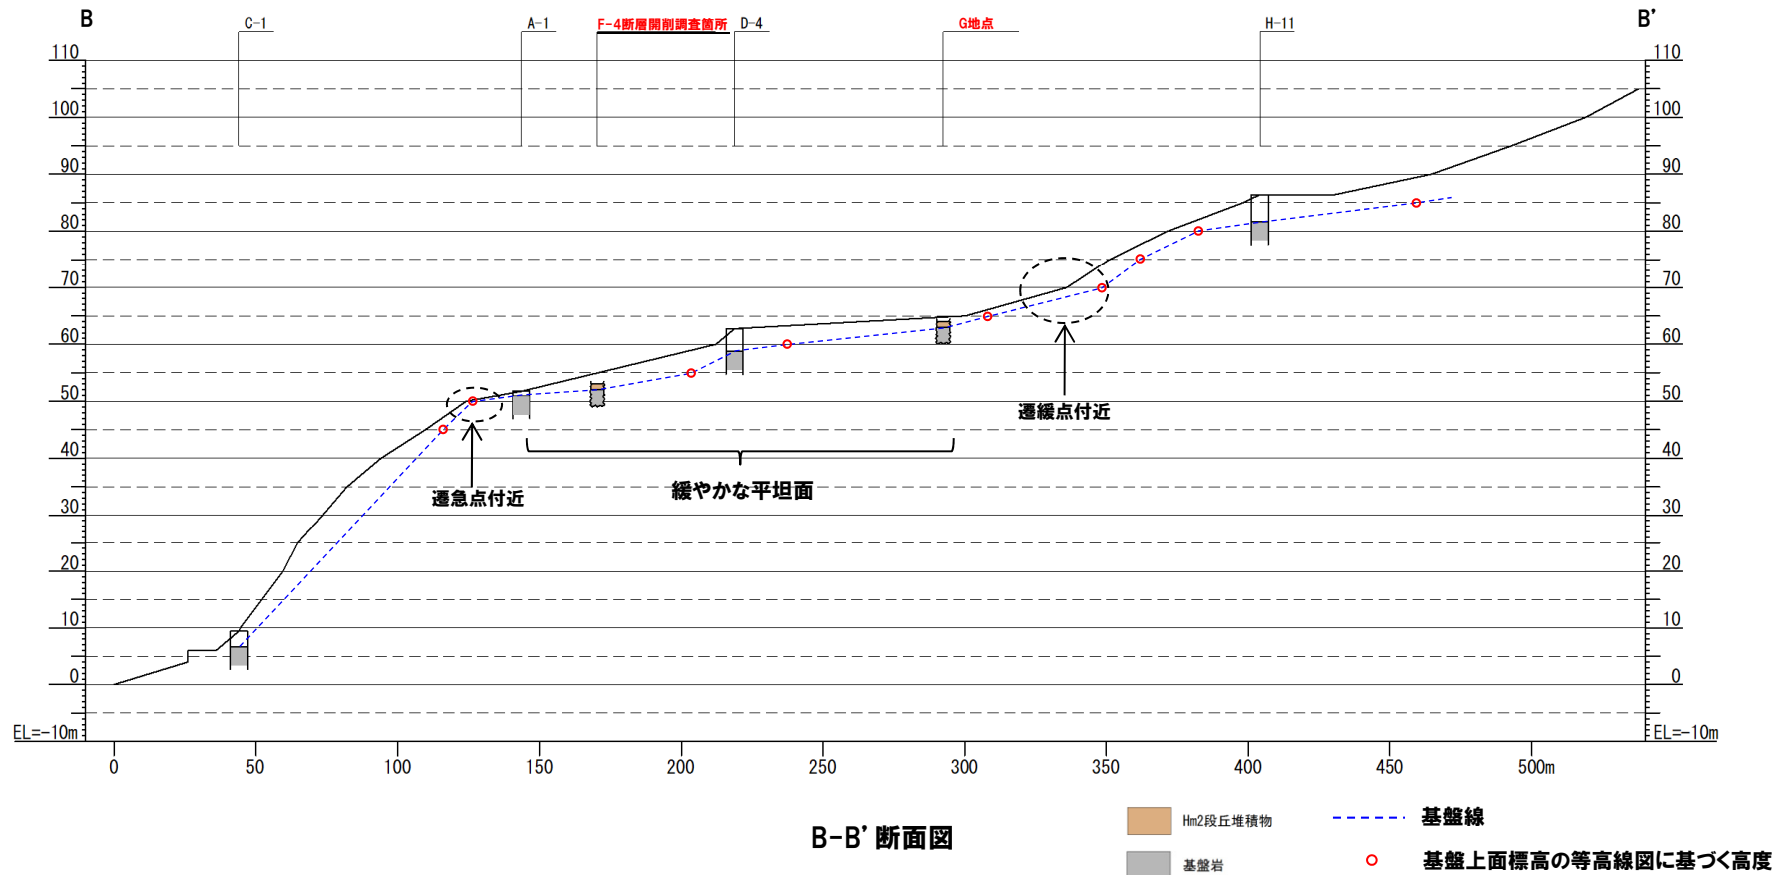 B
B'
C-1
A-1
F-4断層開削調査箇所
D-4
G地点
H-11
110
110
100
100
90
90
80
80
70
70
60
60
50
50
40
40
30
30
20
20
10
10
0
0
EL=-10m
EL=-10m
遷緩点付近
遷急点付近
緩やかな平坦面
0
50
100
150
200
250
300
350
400
450
500m
B-B'断面図
Hm2段丘堆積物
基盤線
基盤岩
基盤上面標高の等高線図に基づく高度